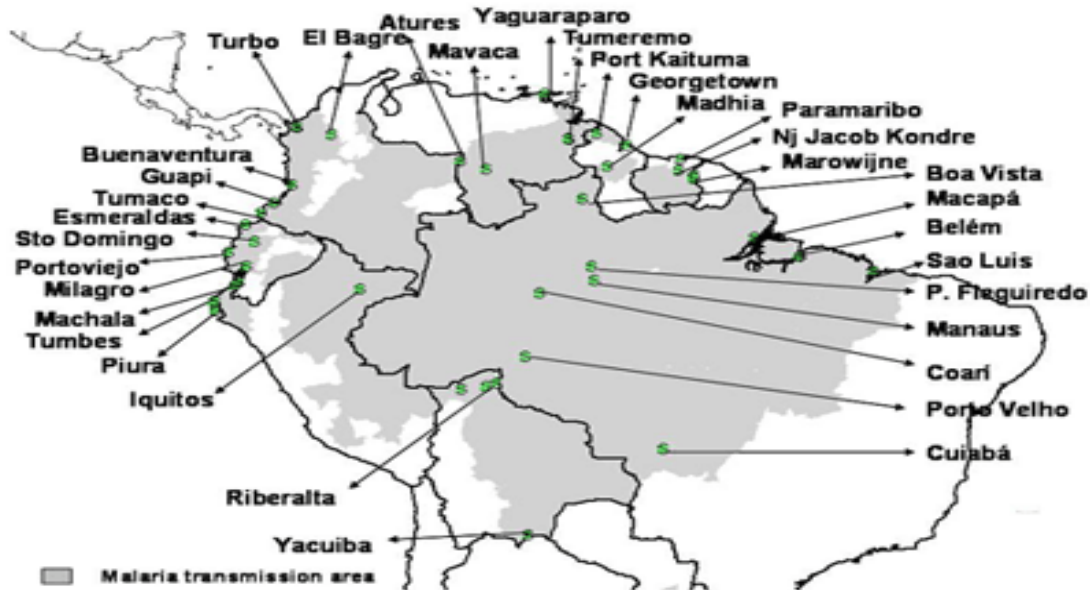 Yaguaraparo
Atures
Turbo
El Bagre
Tumeremo
Mavaca
Port Kaituma
Georgetown
Madhia
Paramaribo
Nj Jacob Kondre
Marowijne
Boa Vista
Macapá
Belém
Sao Luis
P. Fleguiredo
Manaus
Coarí
Porto Velho
Cuiabá
Buenaventura
Guapi
Tumaco
Esmeraldas
Sto Domingo
Portoviejo
Milagro
Machala
Tumbes
Piura
Iquitos
Riberalta
Yacuiba
Malaria transmission area